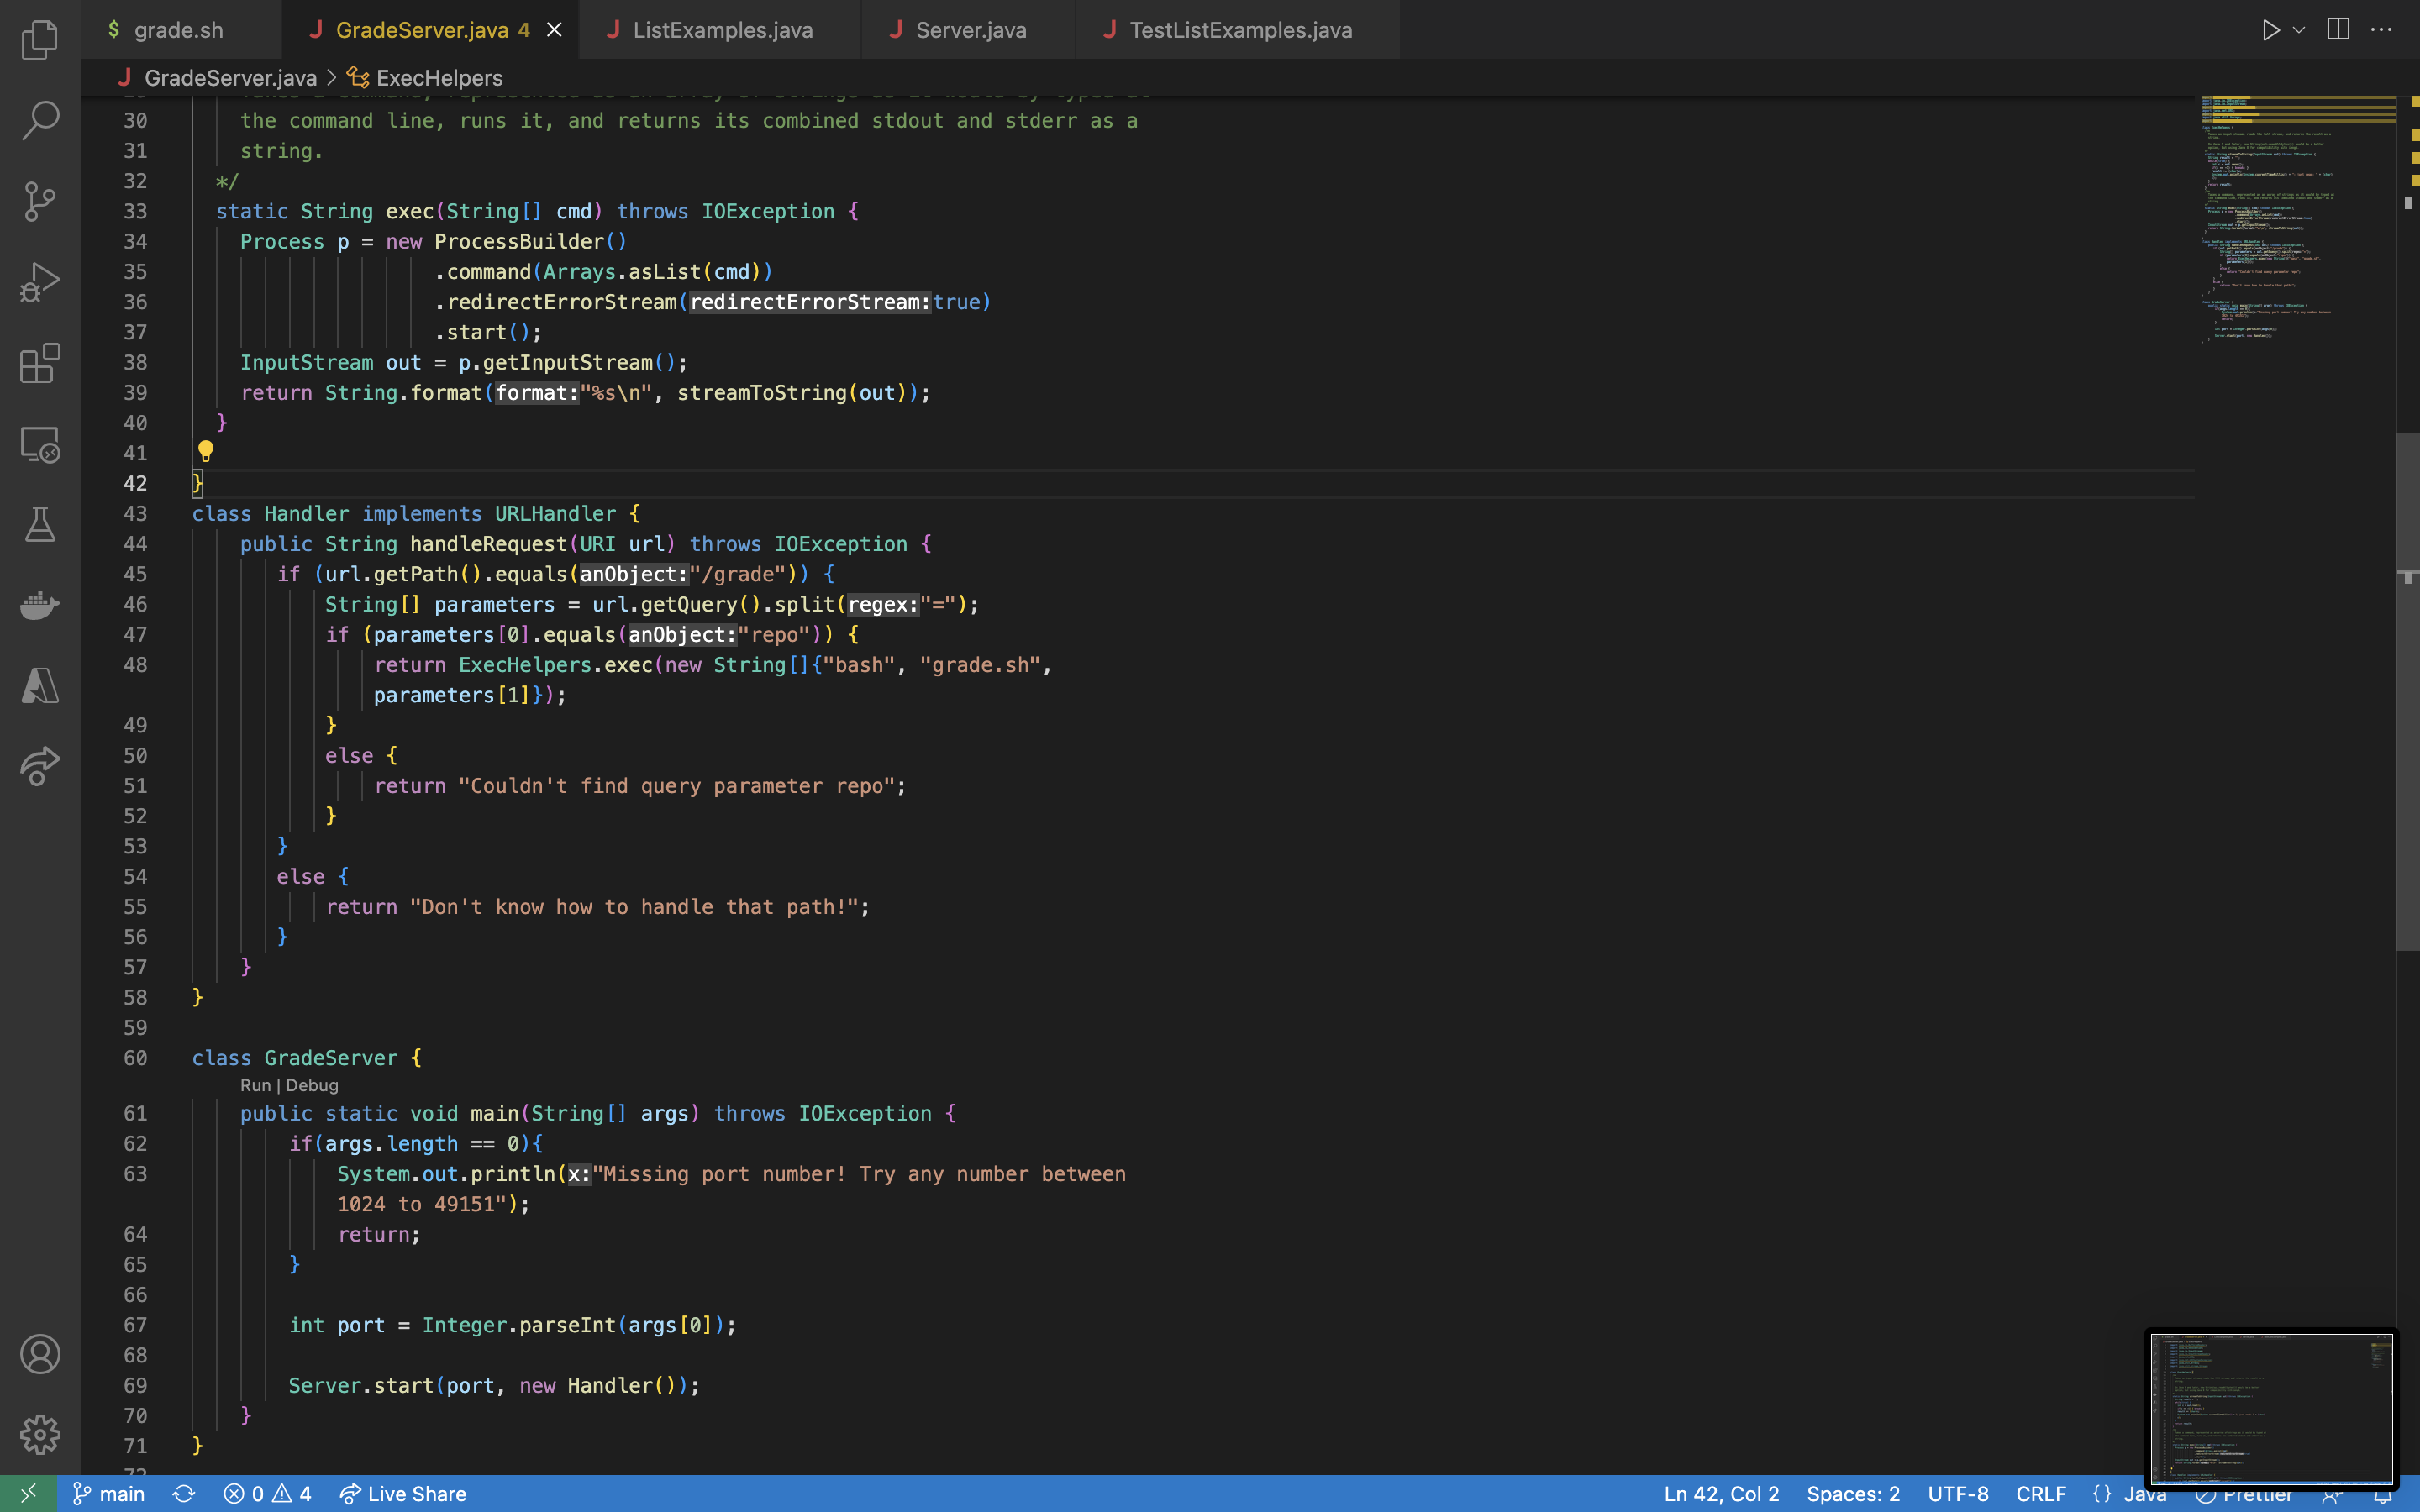 $ grade.sh
J GradeServer.java 4
J ListExamples.java
J Server.java
J TestListExamples.java
J GradeServer.java > ExecHelpers
30 the command line, runs it, and returns its combined stdout and stderr as a
31 string.
32 */
33 static String exec(String[] cmd) throws IOException {
34 Process p = new ProcessBuilder()
35 .command(Arrays.asList(cmd))
36 .redirectErrorStream(redirectErrorStream:true)
37 .start();
38 InputStream out = p.getInputStream();
39 return String.format(format:"%s\n", streamToString(out));
40 }
41
42 }
43 class Handler implements URLHandler {
44 public String handleRequest(URI url) throws IOException {
45 if (url.getPath().equals(anObject:"/grade")) {
46 String[] parameters = url.getQuery().split(regex:"=");
47 if (parameters[0].equals(anObject:"repo")) {
48 return ExecHelpers.exec(new String[]{"bash", "grade.sh",
parameters[1]});
49 }
50 else {
51 return "Couldn't find query parameter repo";
52 }
53 }
54 else {
55 return "Don't know how to handle that path!";
56 }
57 }
58 }
59
60 class GradeServer {
Run | Debug
61 public static void main(String[] args) throws IOException {
62 if(args.length == 0){
63 System.out.println(x:"Missing port number! Try any number between
1024 to 49151");
64 return;
65 }
66
67 int port = Integer.parseInt(args[0]);
68
69 Server.start(port, new Handler());
70 }
71 }
main 0 4 Live Share
Ln 42, Col 2 Spaces: 2 UTF-8 CRLF {} Java Prettier